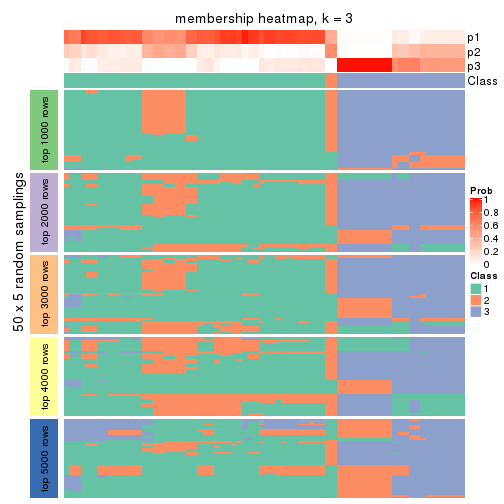 membership heatmap, k = 3
p1
p2
p3
Class
50 x 5 random samplings
top 1000 rows
top 2000 rows
top 3000 rows
top 4000 rows
top 5000 rows
Prob
1
0.8
0.6
0.4
0.2
0
Class
1
2
3